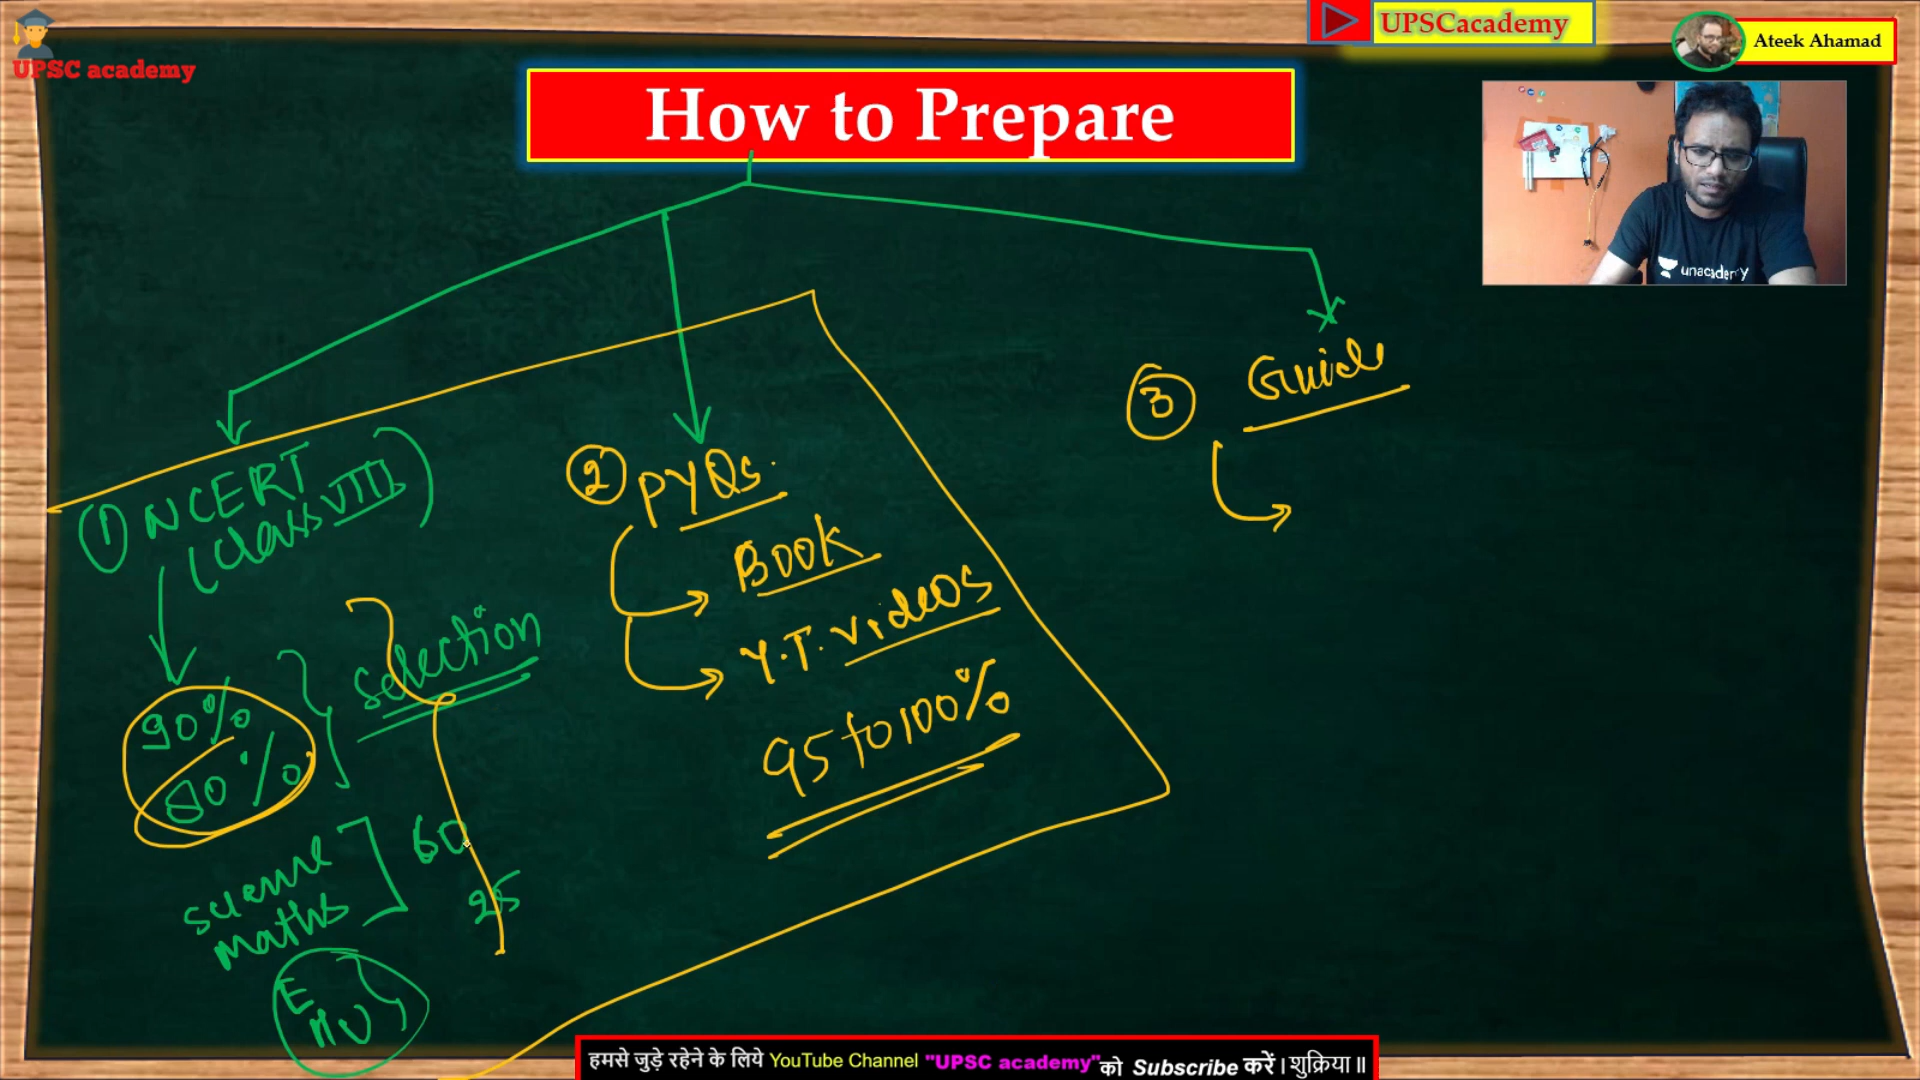 UPSC academy
UPSCacademy
Ateek Ahamad
How to Prepare
unacademy
① NCERT
(Class VIII)
90%
80%
selection
science
maths
60
25
E
② PYQs.
Book
Y.T. videos
95 to 100%
③ Guide
हमसे जुड़े रहेने के लिये YouTube Channel "UPSC academy" को Subscribe करें । शुक्रिया ॥